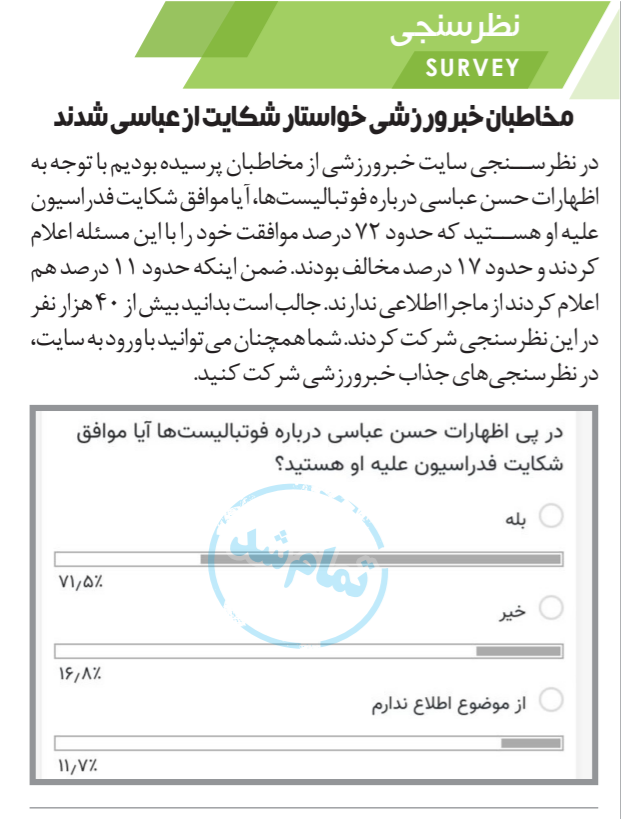 نظرسنجی
SURVEY
مخاطبان خبرورزشی خواستار شکایت از عباسی شدند
در نظرســنجی سایت خبرورزشی از مخاطبان پرسیده بودیم با توجه به
اظهارات حسن عباسی درباره فوتبالیست‌ها، آیا موافق شکایت فدراسیون
علیه او هســتید که حدود ۷۲ درصد موافقت خود را با این مسئله اعلام
کردند و حدود ۱۷ درصد مخالف بودند. ضمن اینکه حدود ۱۱ درصد هم
اعلام کردند از ماجرا اطلاعی ندارند. جالب است بدانید بیش از ۴۰ هزار نفر
در این نظرسنجی شرکت کردند. شما همچنان می‌توانید با ورود به سایت،
در نظرسنجی‌های جذاب خبرورزشی شرکت کنید.
در پی اظهارات حسن عباسی درباره فوتبالیست‌ها آیا موافق
شکایت فدراسیون علیه او هستید؟
بله
۷۱٫۵٪
تمام شد
خیر
۱۶٫۸٪
از موضوع اطلاع ندارم
۱۱٫۷٪